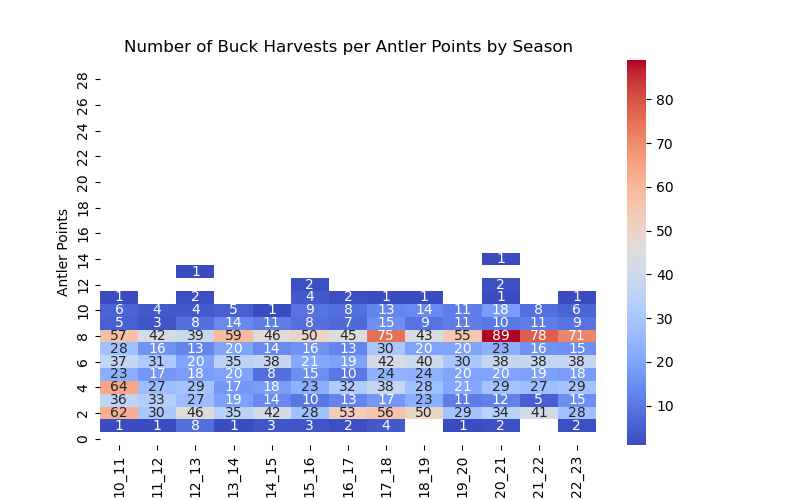 Number of Buck Harvests per Antler Points by Season
Antler Points
28
26
24
22
20
18
16
14
12
10
8
6
4
2
0
1
1
2 2
1 2 4 2 1 1 1 1
6 4 4 5 1 9 8 13 14 11 18 8 6
5 3 8 14 11 8 7 15 9 11 10 11 9
57 42 39 59 46 50 45 75 43 55 89 78 71
28 16 13 20 14 16 13 30 20 20 23 16 15
37 31 20 35 38 21 19 42 40 30 38 38 38
23 17 18 20 8 15 10 24 24 20 20 19 18
64 27 29 17 18 23 32 38 28 21 29 27 29
36 33 27 19 14 10 13 17 23 11 12 5 15
62 30 46 35 42 28 53 56 50 29 34 41 28
1 1 8 1 3 3 2 4 1 2 2
10_11 11_12 12_13 13_14 14_15 15_16 16_17 17_18 18_19 19_20 20_21 21_22 22_23
80
70
60
50
40
30
20
10